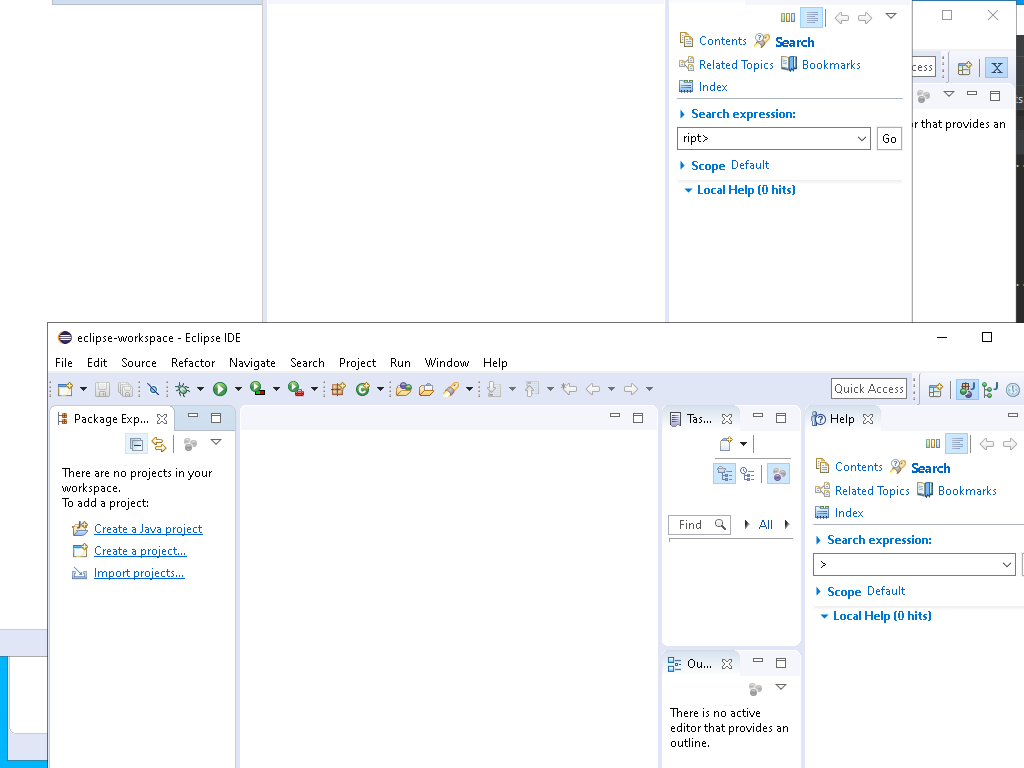 Contents Search
Related Topics Bookmarks
Index
Search expression:
ript> Go
Scope Default
Local Help (0 hits)
cess
r that provides an
eclipse-workspace - Eclipse IDE
File Edit Source Refactor Navigate Search Project Run Window Help
Quick Access
Package Exp...
There are no projects in your
workspace.
To add a project:
Create a Java project
Create a project...
Import projects...
Tas...
Find All
Ou...
There is no active
editor that provides an
outline.
Help
Contents Search
Related Topics Bookmarks
Index
Search expression:
>
Scope Default
Local Help (0 hits)